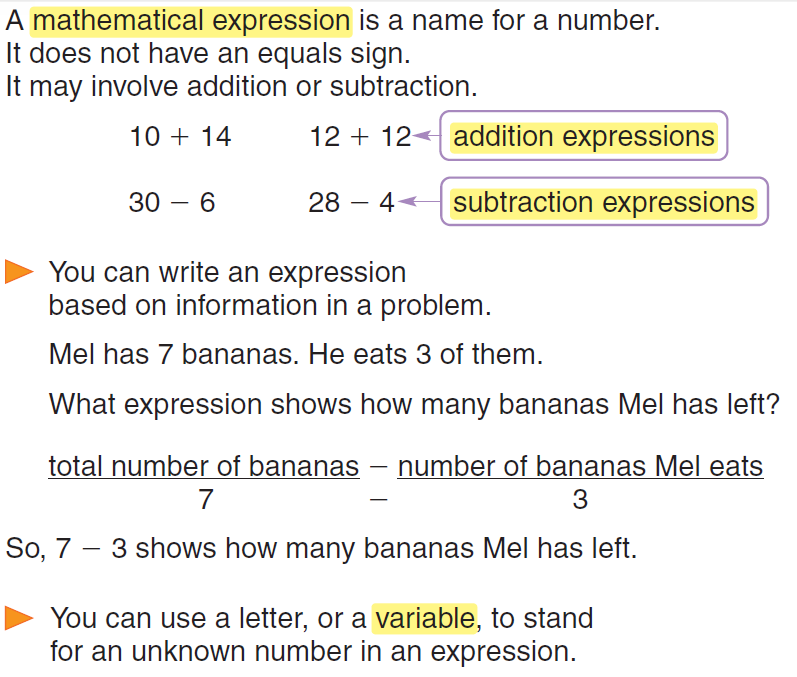 A mathematical expression is a name for a number.
It does not have an equals sign.
It may involve addition or subtraction.
10 + 14 12 + 12 addition expressions
30 − 6 28 − 4 subtraction expressions
You can write an expression
based on information in a problem.
Mel has 7 bananas. He eats 3 of them.
What expression shows how many bananas Mel has left?
total number of bananas − number of bananas Mel eats
7 − 3
So, 7 − 3 shows how many bananas Mel has left.
You can use a letter, or a variable, to stand
for an unknown number in an expression.